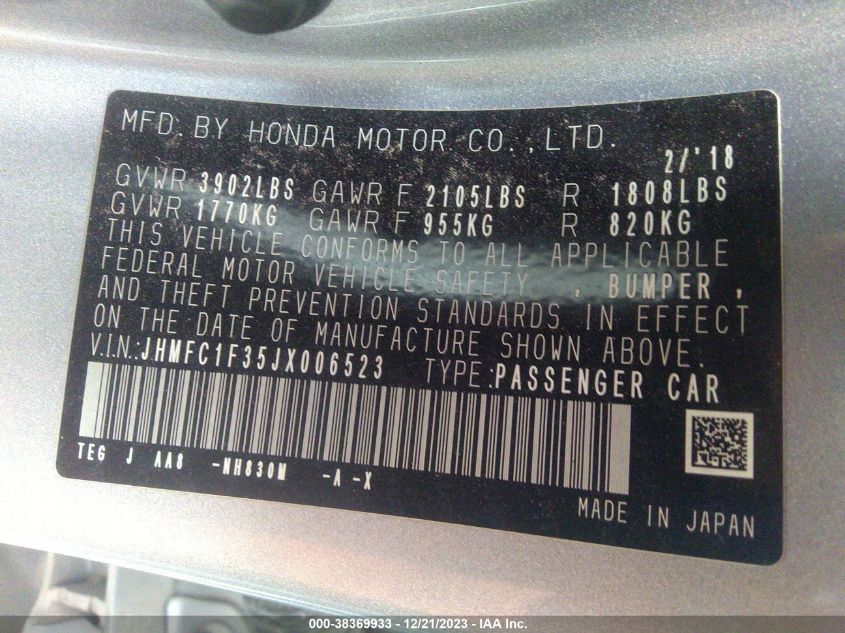 MFD. BY HONDA MOTOR CO., LTD. 2/'18
GVWR 3902LBS GAWR F 2105LBS R 1808LBS
GVWR 1770KG GAWR F 955KG R 820KG
THIS VEHICLE CONFORMS TO ALL APPLICABLE
FEDERAL MOTOR VEHICLE SAFETY , BUMPER ,
AND THEFT PREVENTION STANDARDS IN EFFECT
ON THE DATE OF MANUFACTURE SHOWN ABOVE.
V.I.N.: JHMFC1F35JX006523 TYPE: PASSENGER CAR
TEG J AA8 -NH830M -A -X
MADE IN JAPAN
000-38369933 - 12/21/2023 - IAA Inc.